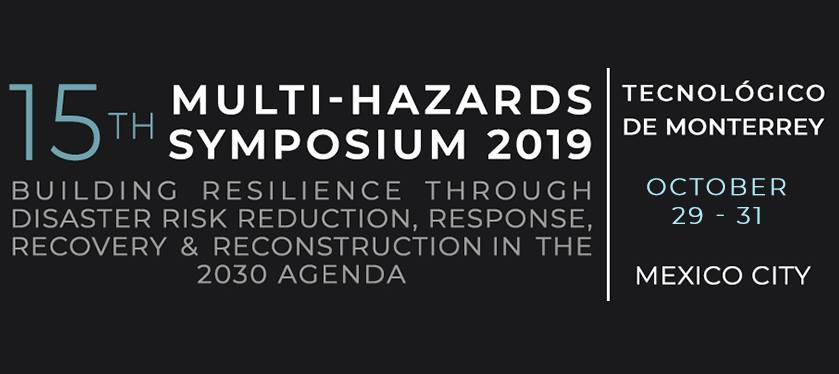 15TH MULTI-HAZARDS
SYMPOSIUM 2019
BUILDING RESILIENCE THROUGH
DISASTER RISK REDUCTION, RESPONSE,
RECOVERY & RECONSTRUCTION IN THE
2030 AGENDA
TECNOLÓGICO
DE MONTERREY
OCTOBER
29 - 31
MEXICO CITY